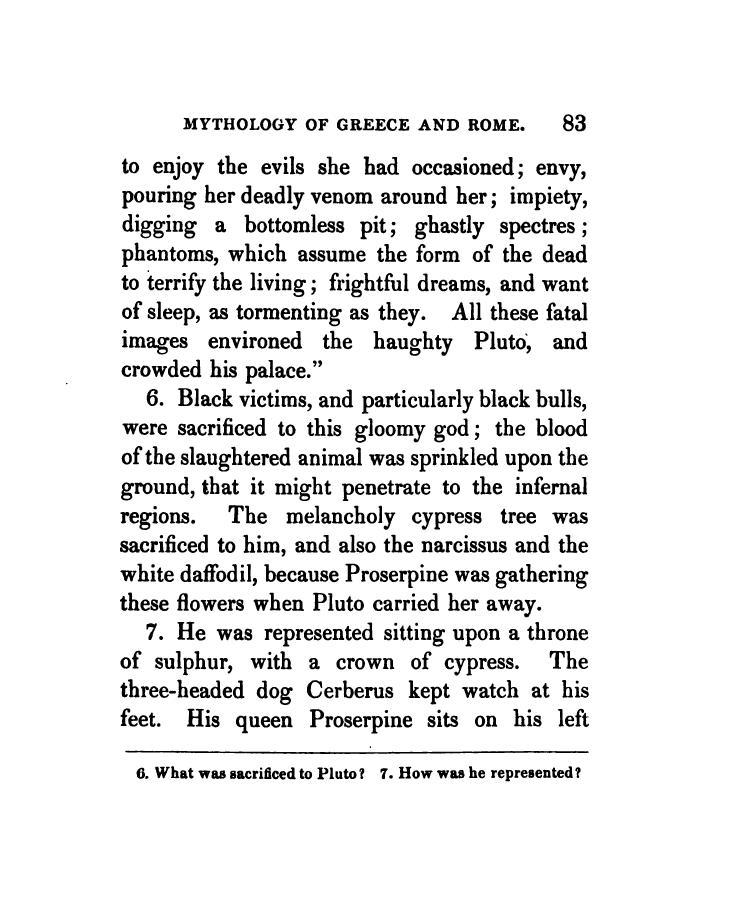 MYTHOLOGY OF GREECE AND ROME. 83
to enjoy the evils she had occasioned; envy,
pouring her deadly venom around her; impiety,
digging a bottomless pit; ghastly spectres;
phantoms, which assume the form of the dead
to terrify the living; frightful dreams, and want
of sleep, as tormenting as they. All these fatal
images environed the haughty Pluto, and
crowded his palace.”
6. Black victims, and particularly black bulls,
were sacrificed to this gloomy god; the blood
of the slaughtered animal was sprinkled upon the
ground, that it might penetrate to the infernal
regions. The melancholy cypress tree was
sacrificed to him, and also the narcissus and the
white daffodil, because Proserpine was gathering
these flowers when Pluto carried her away.
7. He was represented sitting upon a throne
of sulphur, with a crown of cypress. The
three-headed dog Cerberus kept watch at his
feet. His queen Proserpine sits on his left
6. What was sacrificed to Pluto? 7. How was he represented?